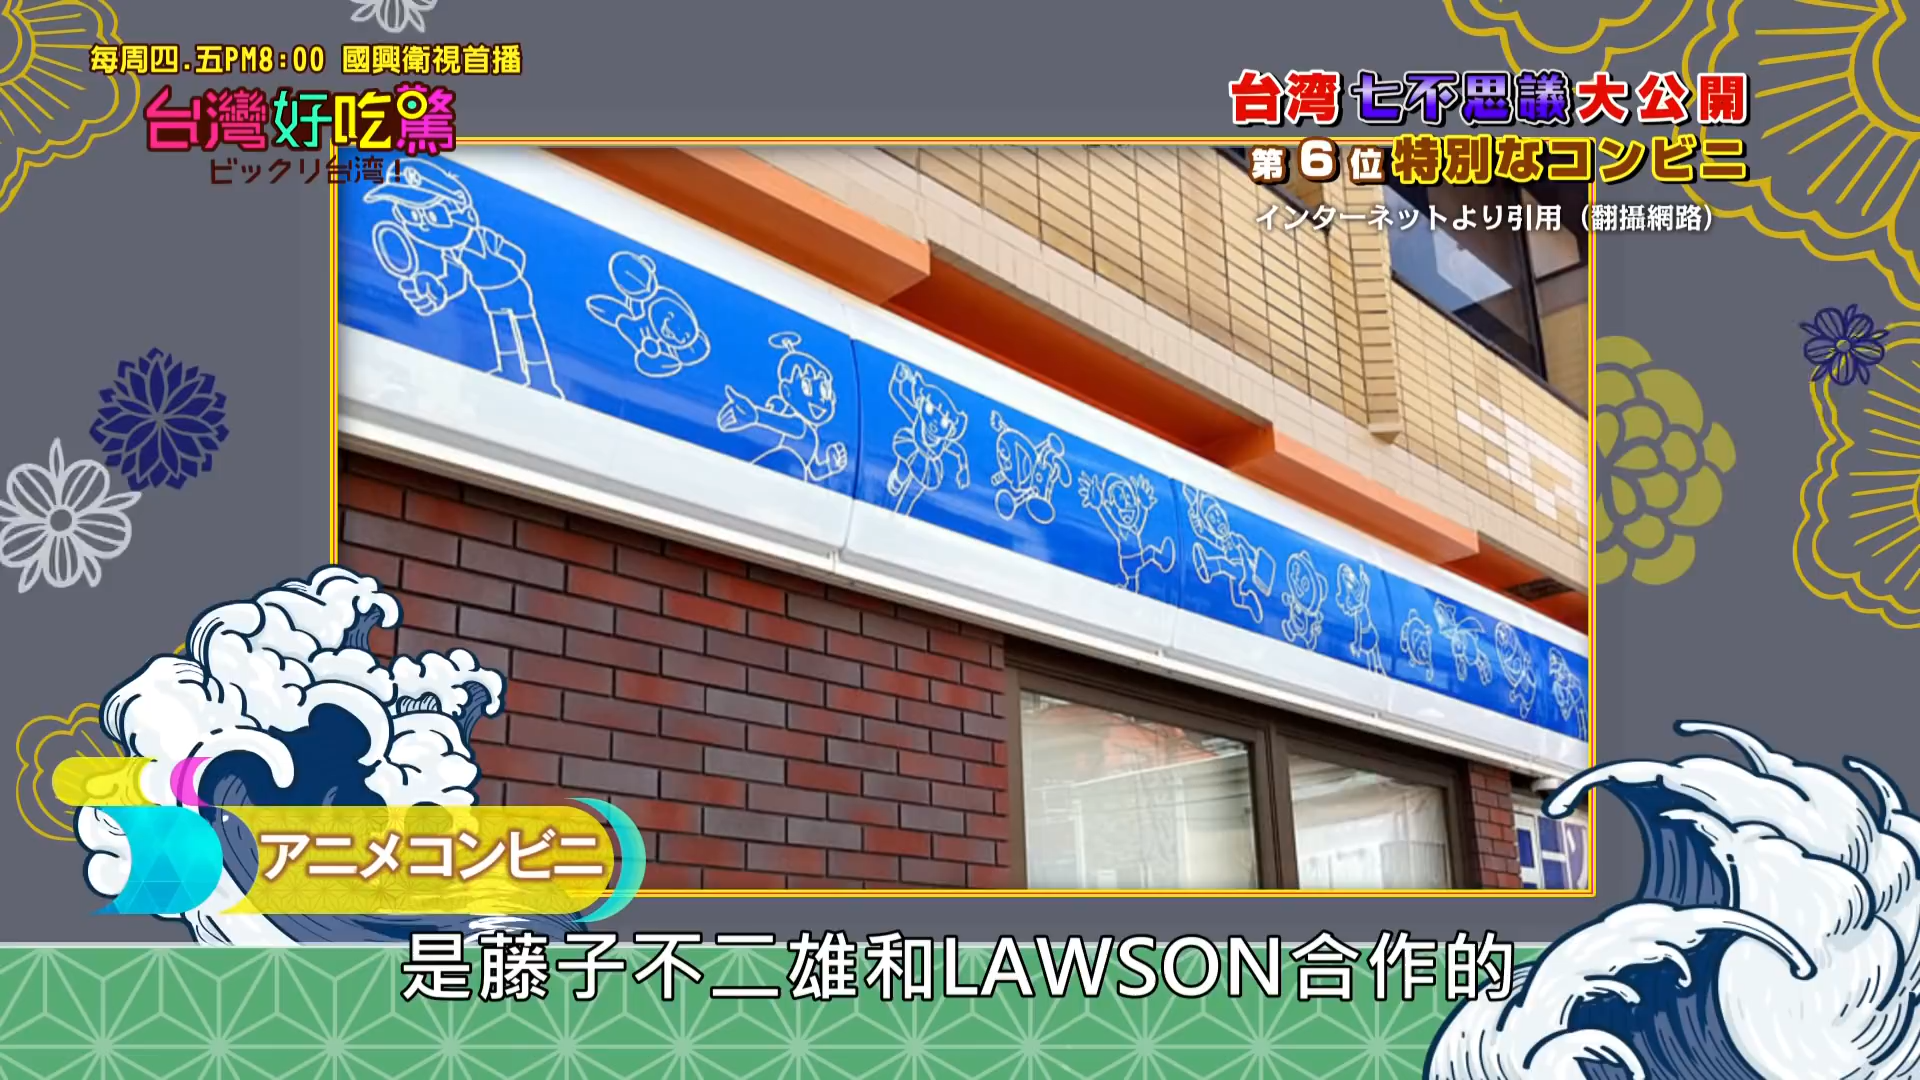 每周四.五PM8:00 國興衛視首播
台灣好吃驚
ビックリ台湾!
台湾七不思議大公開
第6位特別なコンビニ
インターネットより引用（翻攝網路）
アニメコンビニ
是藤子不二雄和LAWSON合作的